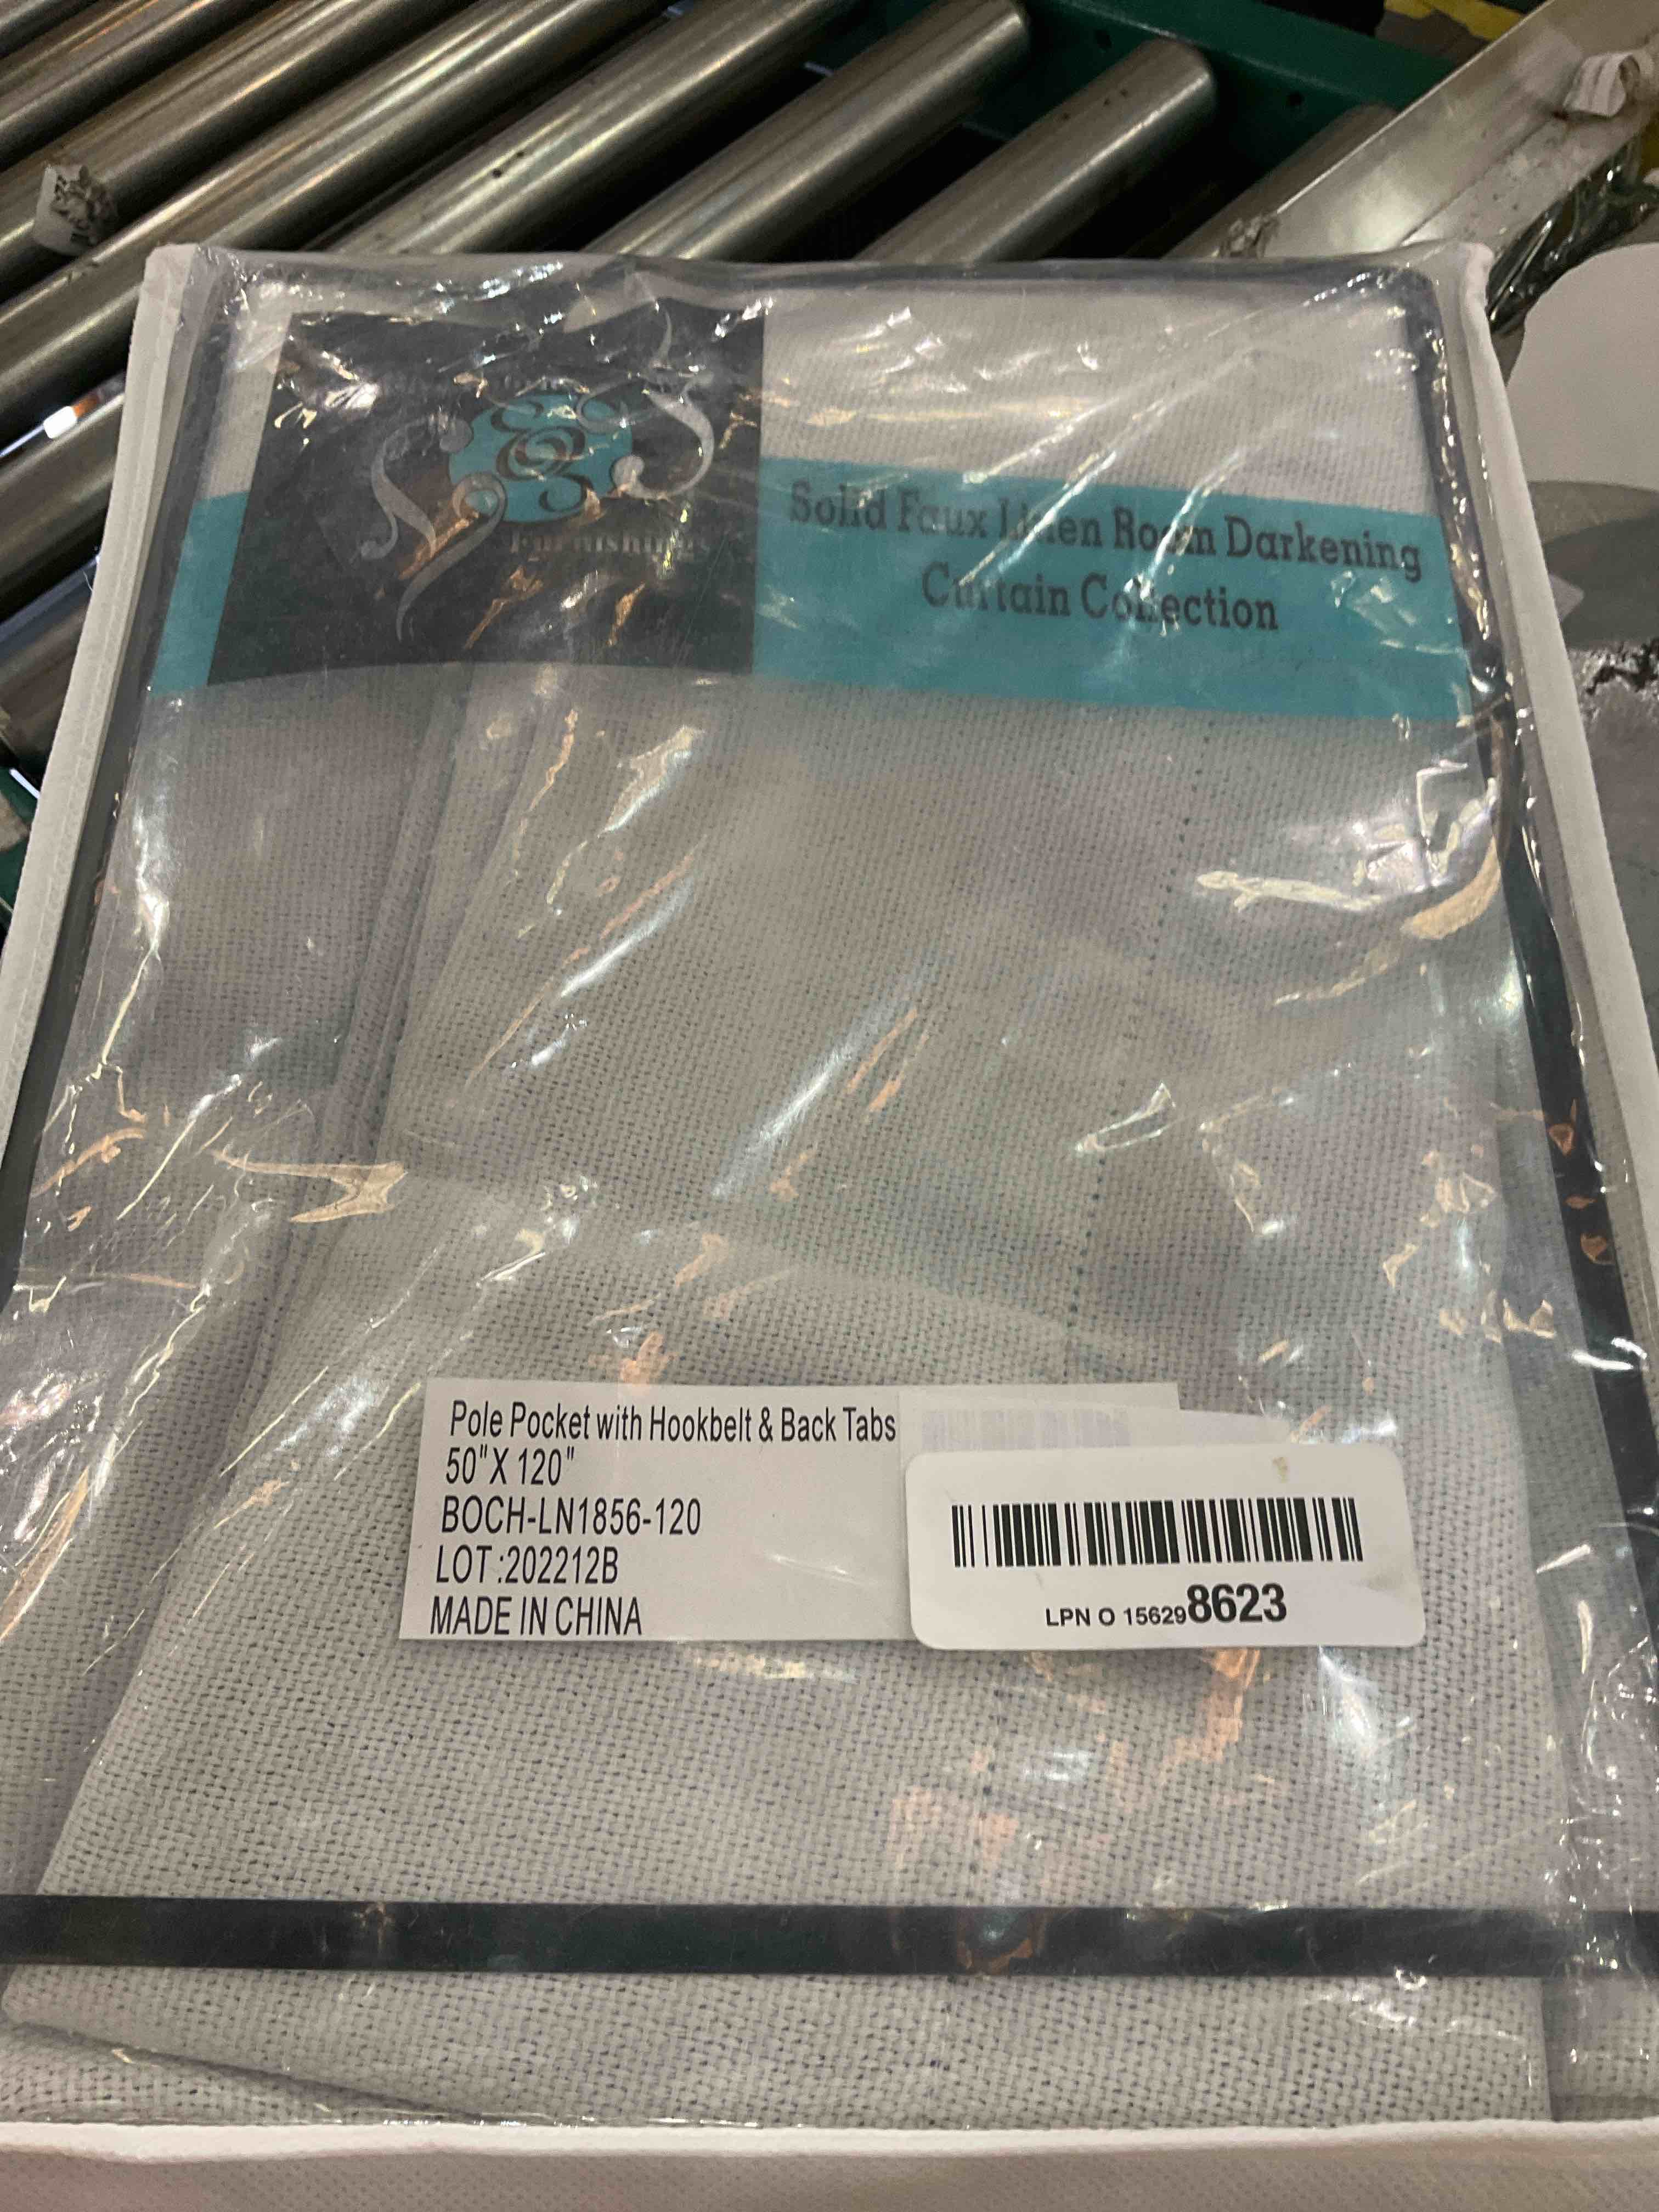 Furnishings
Solid Faux Linen Room Darkening
Curtain Collection
Pole Pocket with Hookbelt & Back Tabs
50"X 120"
BOCH-LN1856-120
LOT :202212B
MADE IN CHINA
LPN O 156298623